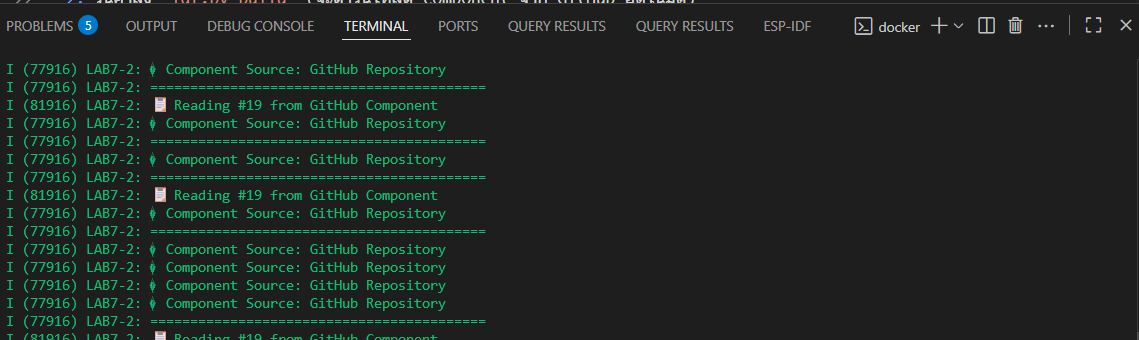 PROBLEMS 5 OUTPUT DEBUG CONSOLE TERMINAL PORTS QUERY RESULTS QUERY RESULTS ESP-IDF docker
I (77916) LAB7-2: Component Source: GitHub Repository
I (77916) LAB7-2: ==========================================
I (81916) LAB7-2: 📋 Reading #19 from GitHub Component
I (77916) LAB7-2: Component Source: GitHub Repository
I (77916) LAB7-2: ==========================================
I (77916) LAB7-2: Component Source: GitHub Repository
I (77916) LAB7-2: ==========================================
I (81916) LAB7-2: 📋 Reading #19 from GitHub Component
I (77916) LAB7-2: Component Source: GitHub Repository
I (77916) LAB7-2: ==========================================
I (77916) LAB7-2: Component Source: GitHub Repository
I (77916) LAB7-2: Component Source: GitHub Repository
I (77916) LAB7-2: Component Source: GitHub Repository
I (77916) LAB7-2: Component Source: GitHub Repository
I (77916) LAB7-2: ==========================================
I (81916) LAB7-2: 📋 Reading #19 from GitHub Component